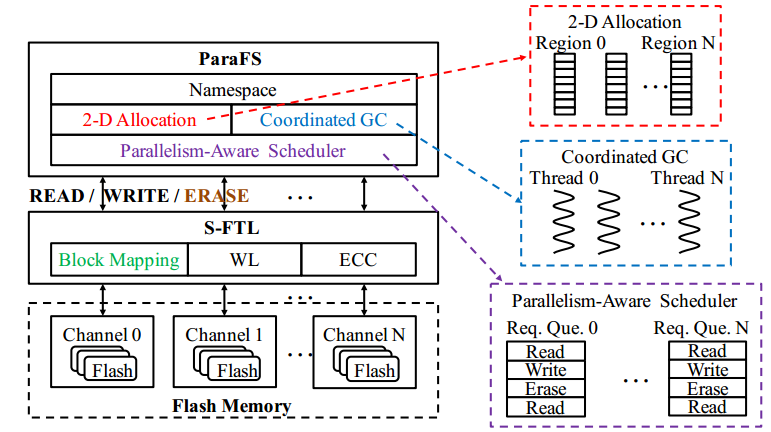 ParaFS
Namespace
2-D Allocation
Coordinated GC
Parallelism-Aware Scheduler
READ / WRITE / ERASE ...
S-FTL
Block Mapping
WL
ECC
...
Channel 0
Flash
Channel 1
Flash
...
Channel N
Flash
Flash Memory
2-D Allocation
Region 0
Region N
...
Coordinated GC
Thread 0
Thread N
...
Parallelism-Aware Scheduler
Req. Que. 0
Read
Write
Erase
Read
...
Req. Que. N
Read
Write
Erase
Read